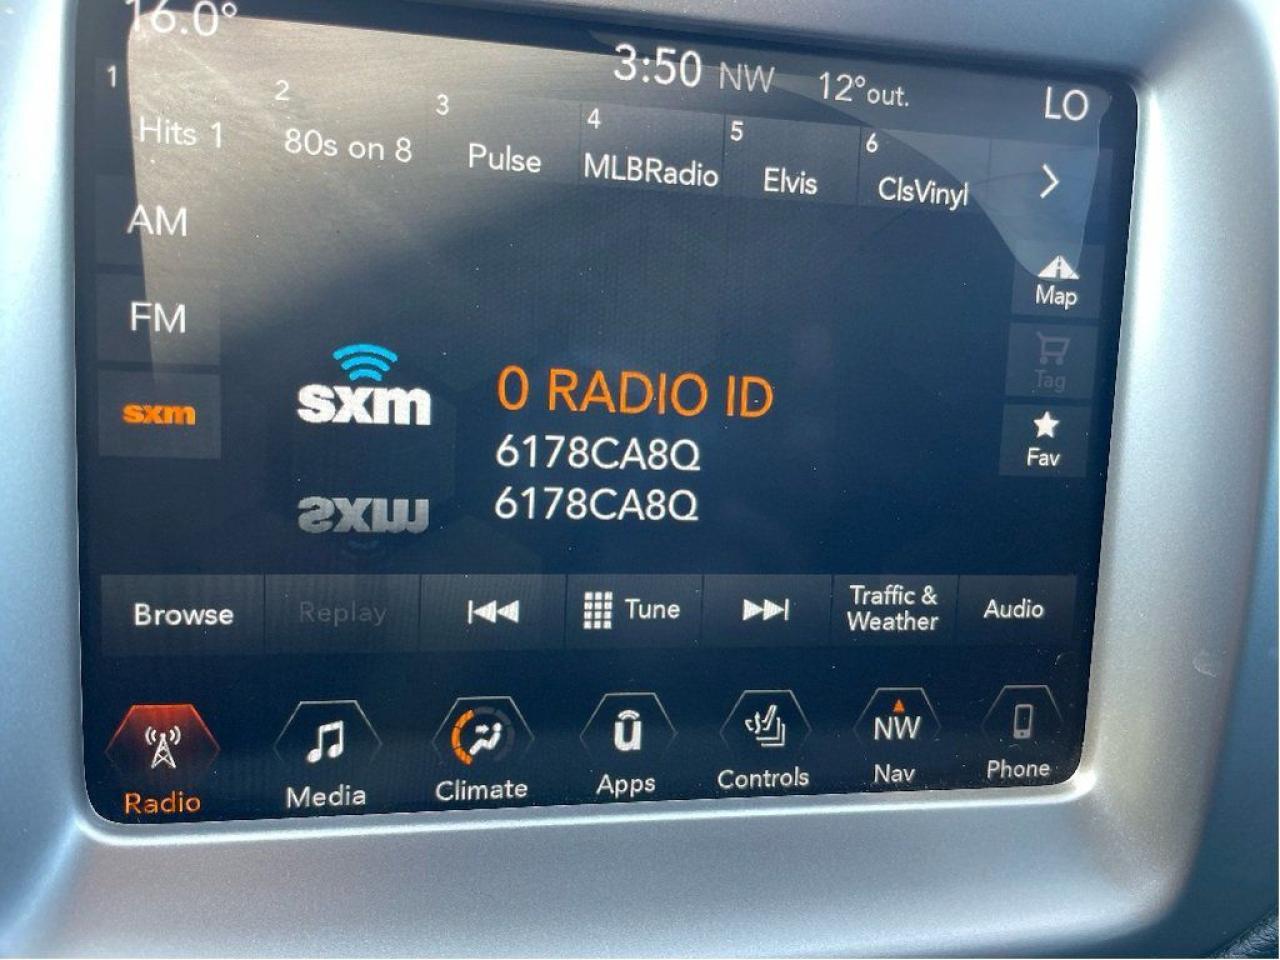 16.0°
3:50 NW 12°out. LO
1 Hits 1
2 80s on 8
3 Pulse
4 MLBRadio
5 Elvis
6 ClsVinyl
AM
FM
sxm
sxm
0 RADIO ID
6178CA8Q
6178CA8Q
sxm
Map
Tag
Fav
Browse
Replay
Tune
Traffic &
Weather
Audio
Radio
Media
Climate
u
Apps
Controls
NW
Nav
Phone